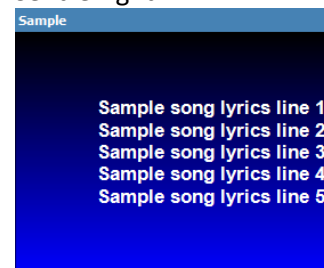 Sample
Sample song lyrics line 1
Sample song lyrics line 2
Sample song lyrics line 3
Sample song lyrics line 4
Sample song lyrics line 5